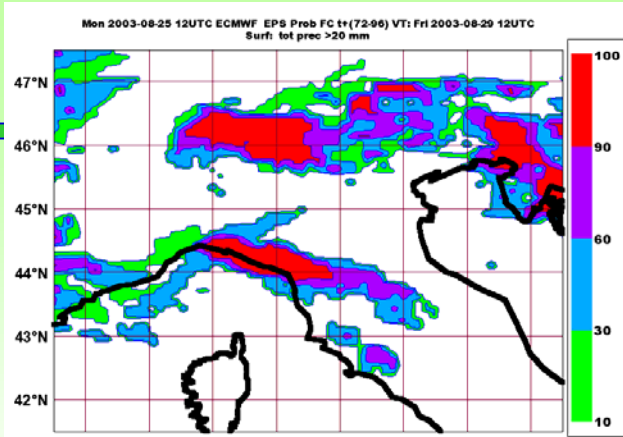 Mon 2003-08-25 12UTC ECMWF EPS Prob FC t+(72-96) VT: Fri 2003-08-29 12UTC
Surf: tot prec >20 mm
47°N
46°N
45°N
44°N
43°N
42°N
100
90
60
30
10